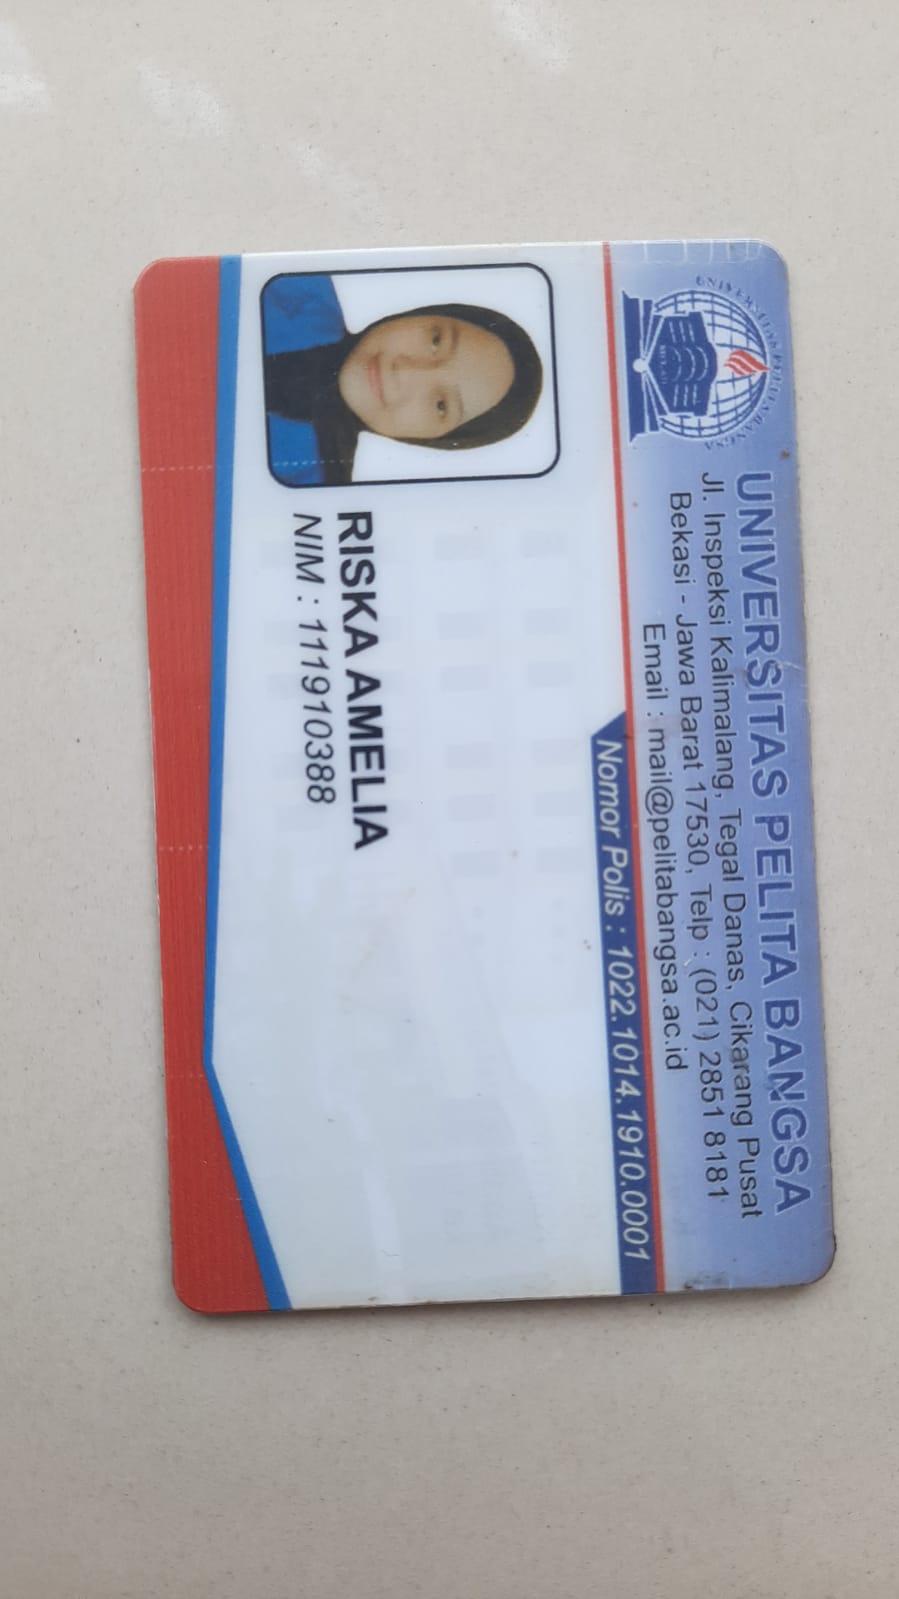 UNIVERSITAS PELITA BANGSA
UNIVERSITAS PELITA BANGSA
Jl. Inspeksi Kalimalang, Tegal Danas, Cikarang Pusat
Bekasi - Jawa Barat 17530, Telp : (021) 2851 8181
Email : mail@pelitabangsa.ac.id
Nomor Polis : 1022.1014.1910.0001
RISKA AMELIA
NIM : 111910388